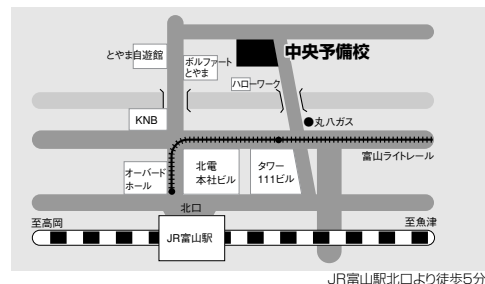 中央予備校
とやま自遊館
ボルファート
とやま
ハローワーク
KNB
丸八ガス
富山ライトレール
オーバード
ホール
北電
本社ビル
タワー
111ビル
北口
至高岡
至魚津
JR富山駅
JR富山駅北口より徒歩5分